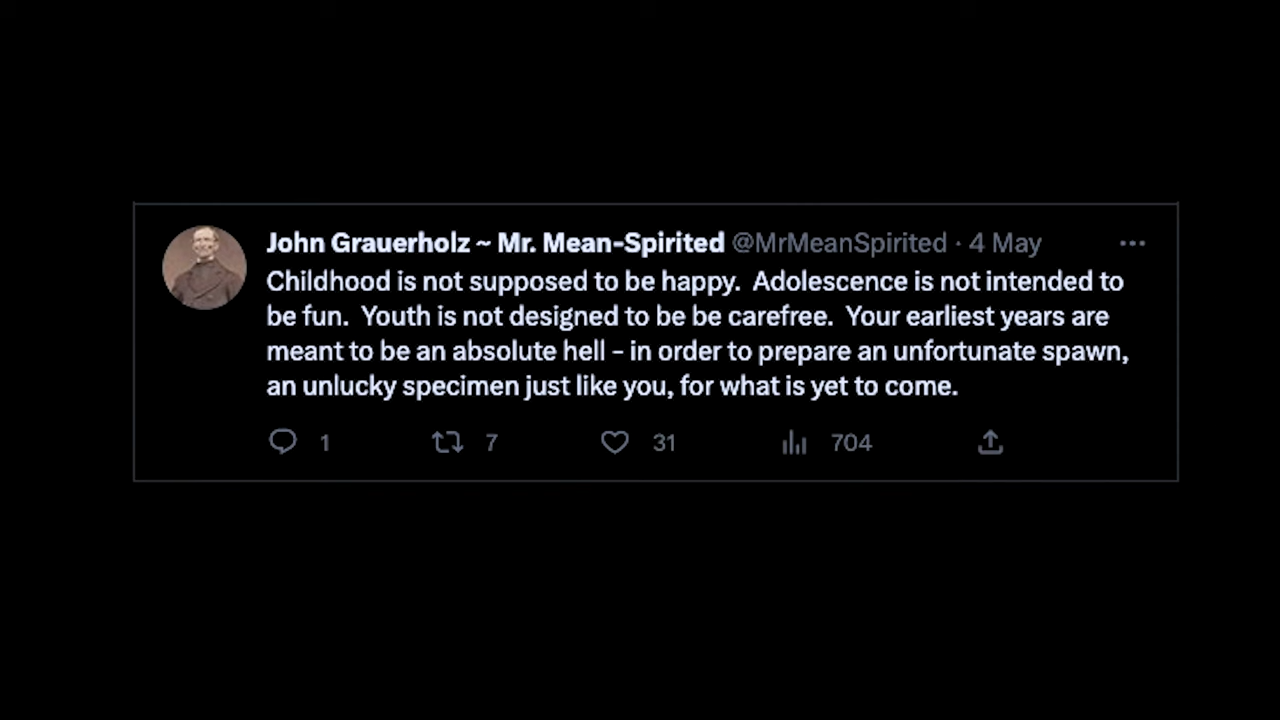 John Grauerholz ~ Mr. Mean-Spirited @MrMeanSpirited · 4 May
Childhood is not supposed to be happy.  Adolescence is not intended to
be fun.  Youth is not designed to be be carefree.  Your earliest years are
meant to be an absolute hell – in order to prepare an unfortunate spawn,
an unlucky specimen just like you, for what is yet to come.
1 7 31 704